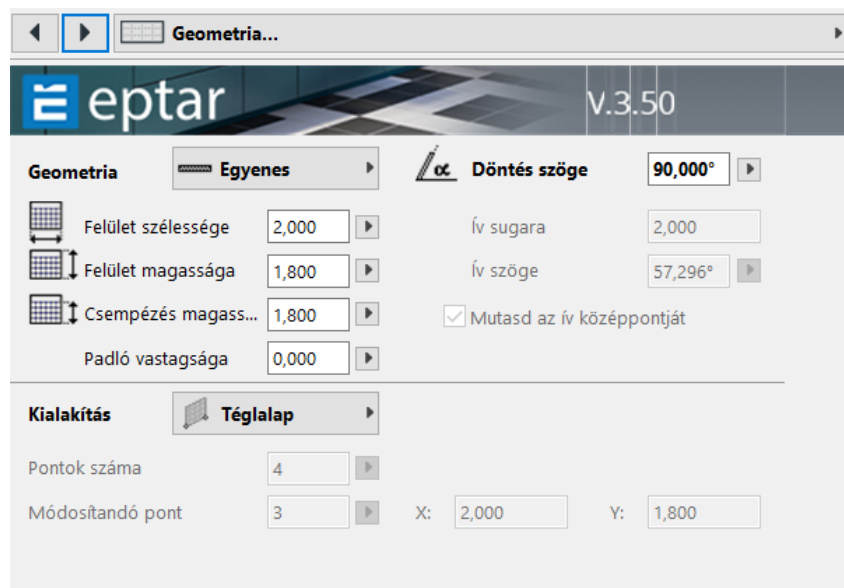 Geometria...
eptar
V.3.50
Geometria Egyenes α Döntés szöge 90,000°
Felület szélessége 2,000 Ív sugara 2,000
Felület magassága 1,800 Ív szöge 57,296°
Csempézés magass... 1,800 Mutasd az ív középpontját
Padló vastagsága 0,000
Kialakítás Téglalap
Pontok száma 4
Módosítandó pont 3 X: 2,000 Y: 1,800